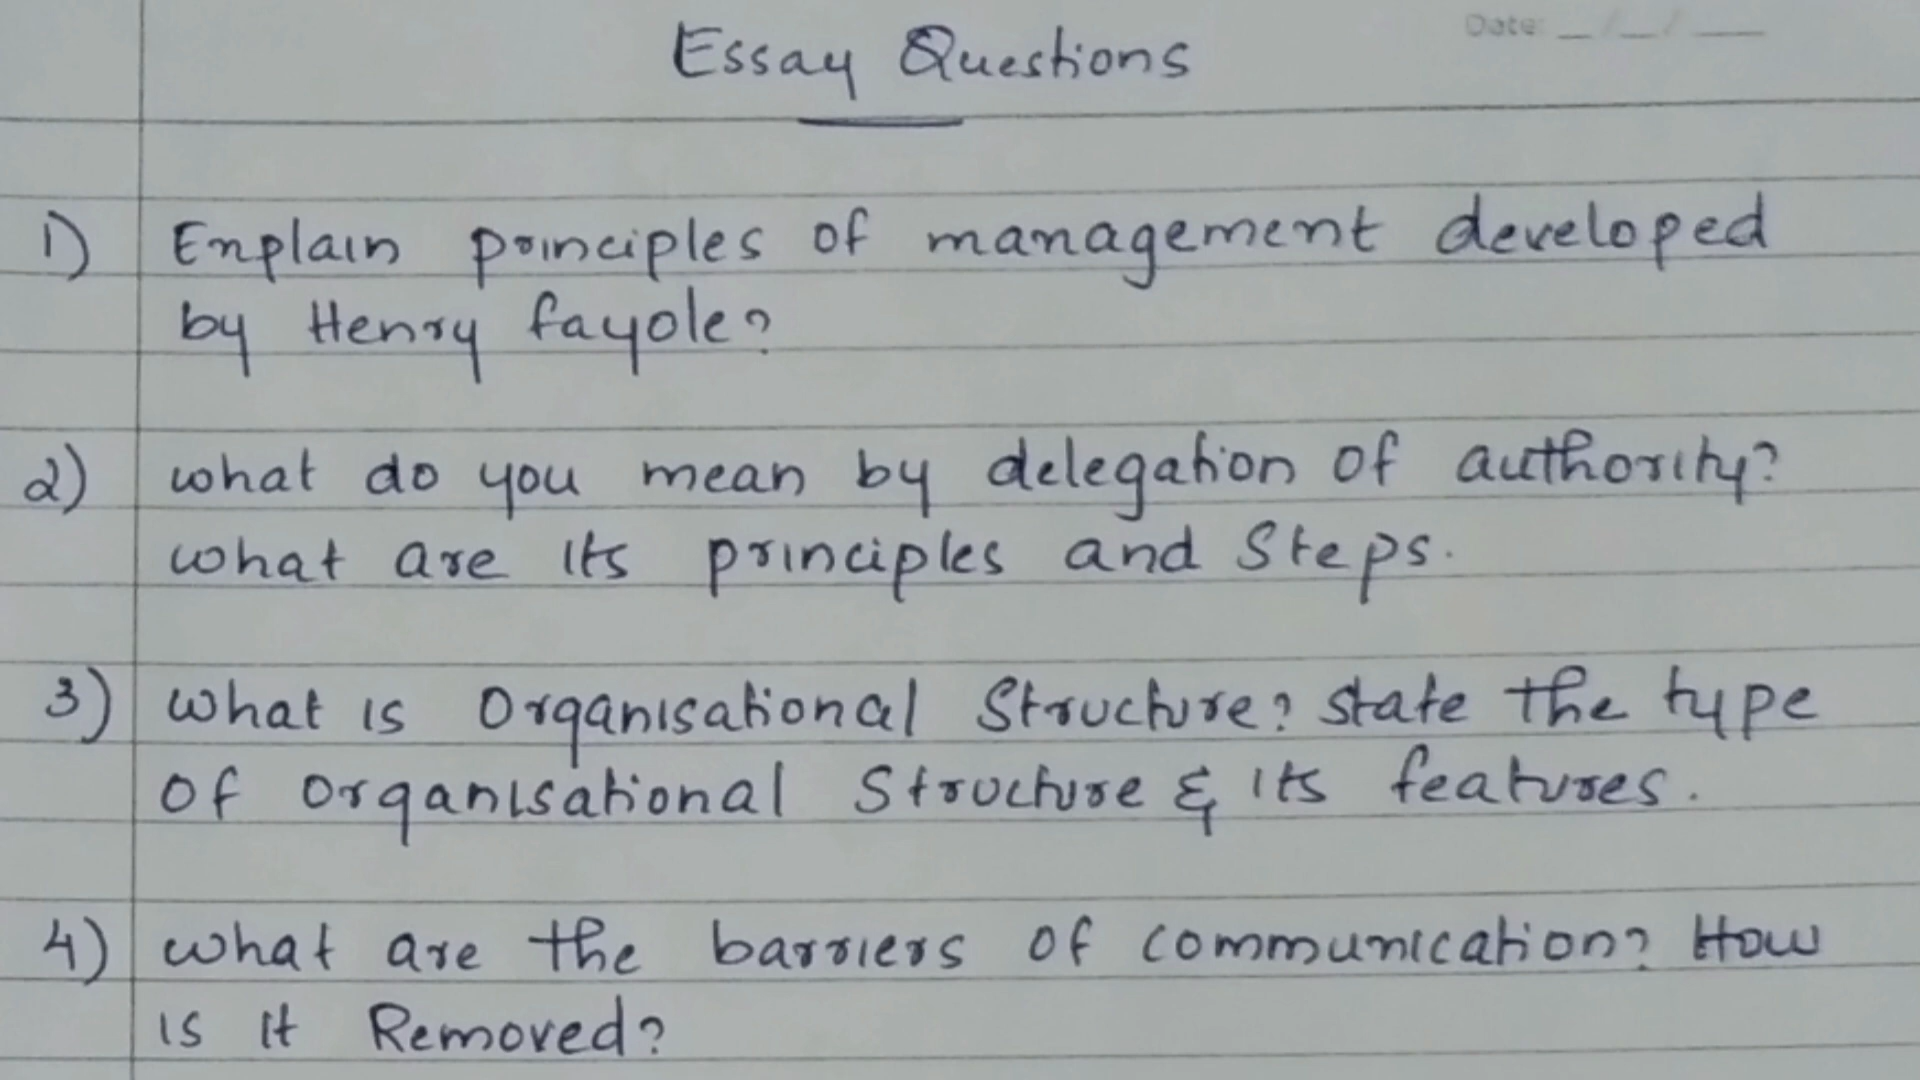 Date: _/_/__
Essay Questions
1) Explain principles of management developed
by Henry fayole?
2) what do you mean by delegation of authority?
what are its principles and Steps.
3) what is Organisational Structure? State the type
of organisational Structure & its features.
4) what are the barriers of communication? How
is it Removed?